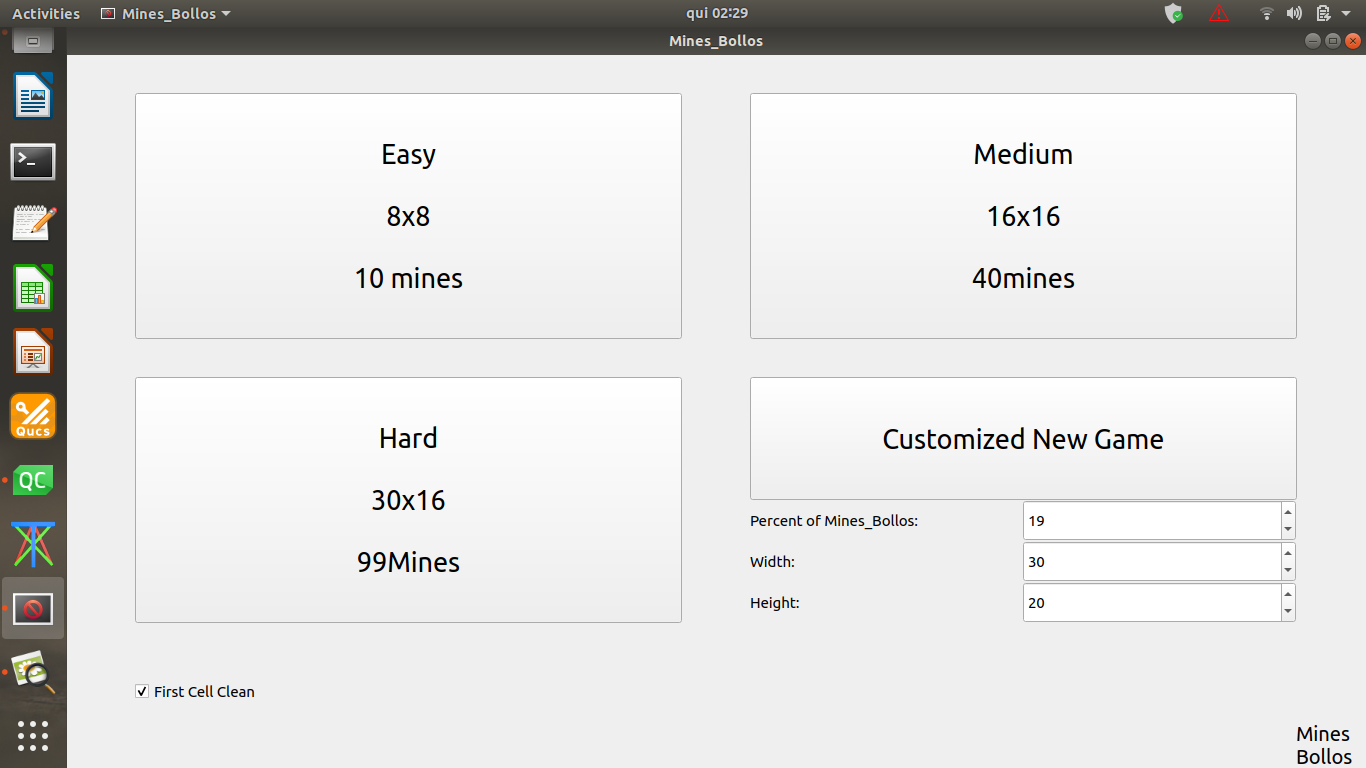 Activities
Mines_Bollos
qui 02:29
Mines_Bollos
Easy
8x8
10 mines
Medium
16x16
40mines
Hard
30x16
99Mines
Customized New Game
Percent of Mines_Bollos:
19
Width:
30
Height:
20
Qucs
QC
First Cell Clean
Mines
Bollos